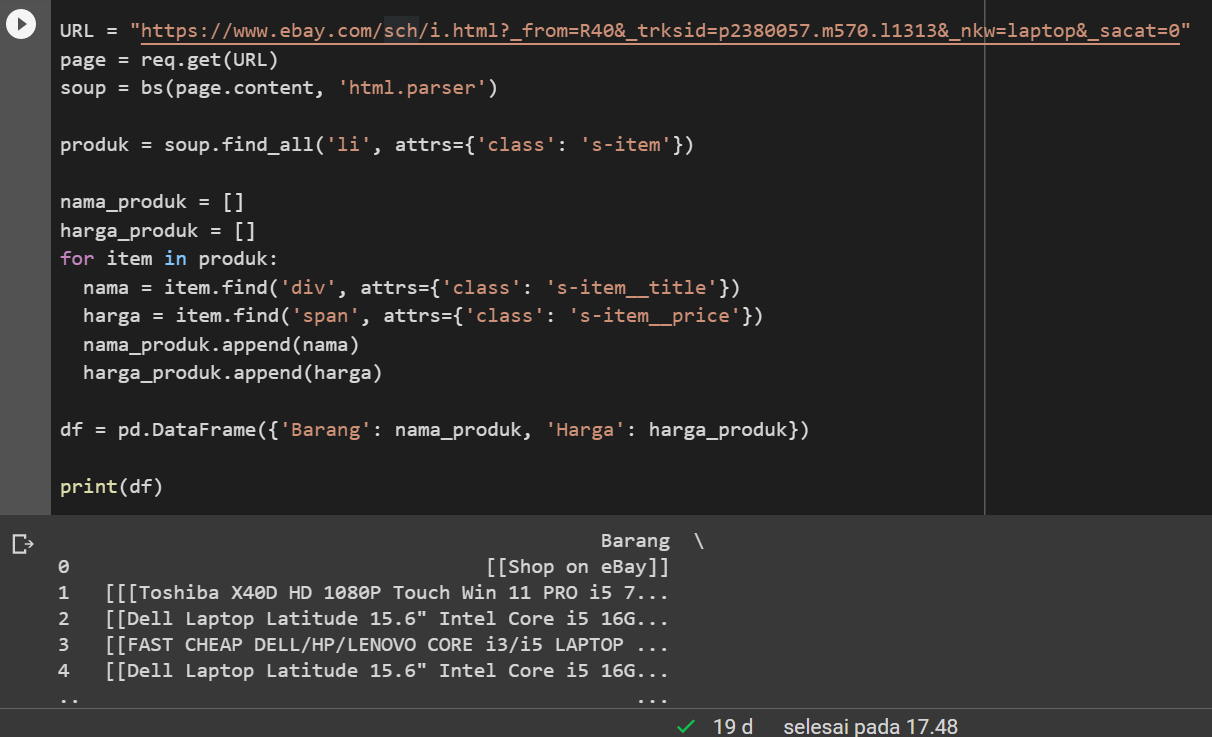 URL = "https://www.ebay.com/sch/i.html?_from=R40&_trksid=p2380057.m570.l1313&_nkw=laptop&_sacat=0"
page = req.get(URL)
soup = bs(page.content, 'html.parser')
produk = soup.find_all('li', attrs={'class': 's-item'})
nama_produk = []
harga_produk = []
for item in produk:
  nama = item.find('div', attrs={'class': 's-item__title'})
  harga = item.find('span', attrs={'class': 's-item__price'})
  nama_produk.append(nama)
  harga_produk.append(harga)
df = pd.DataFrame({'Barang': nama_produk, 'Harga': harga_produk})
print(df)
Barang \
0 [[Shop on eBay]]
1 [[[Toshiba X40D HD 1080P Touch Win 11 PRO i5 7...
2 [[Dell Laptop Latitude 15.6" Intel Core i5 16G...
3 [[FAST CHEAP DELL/HP/LENOVO CORE i3/i5 LAPTOP ...
4 [[Dell Laptop Latitude 15.6" Intel Core i5 16G...
.. ...
19 d selesai pada 17.48